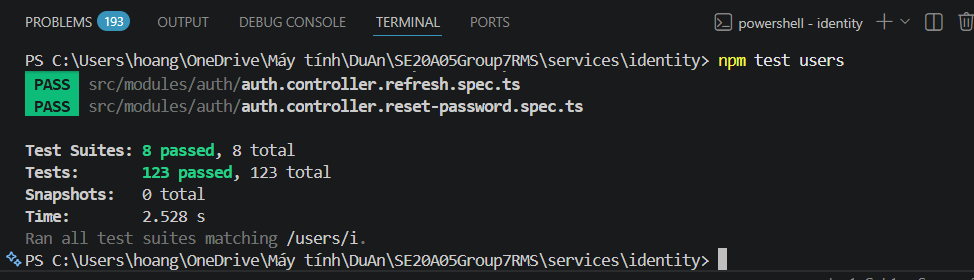 PROBLEMS 193 OUTPUT DEBUG CONSOLE TERMINAL PORTS powershell - identity
PS C:\Users\hoang\OneDrive\Máy tính\DuAn\SE20A05Group7RMS\services\identity> npm test users
PASS src/modules/auth/auth.controller.refresh.spec.ts
PASS src/modules/auth/auth.controller.reset-password.spec.ts
Test Suites: 8 passed, 8 total
Tests: 123 passed, 123 total
Snapshots: 0 total
Time: 2.528 s
Ran all test suites matching /users/i.
PS C:\Users\hoang\OneDrive\Máy tính\DuAn\SE20A05Group7RMS\services\identity>